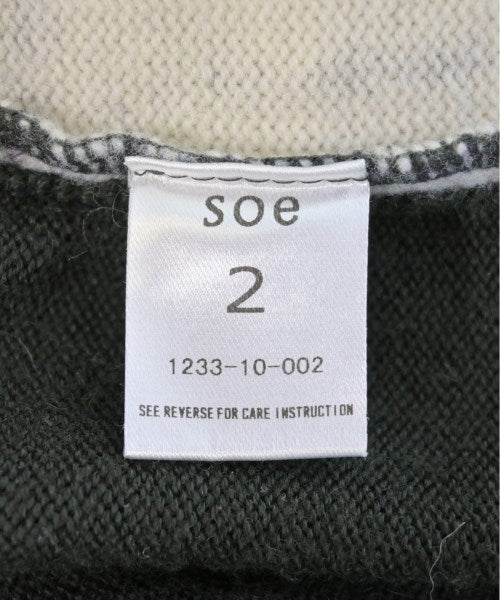 soe
2
1233-10-002
SEE REVERSE FOR CARE INSTRUCTION